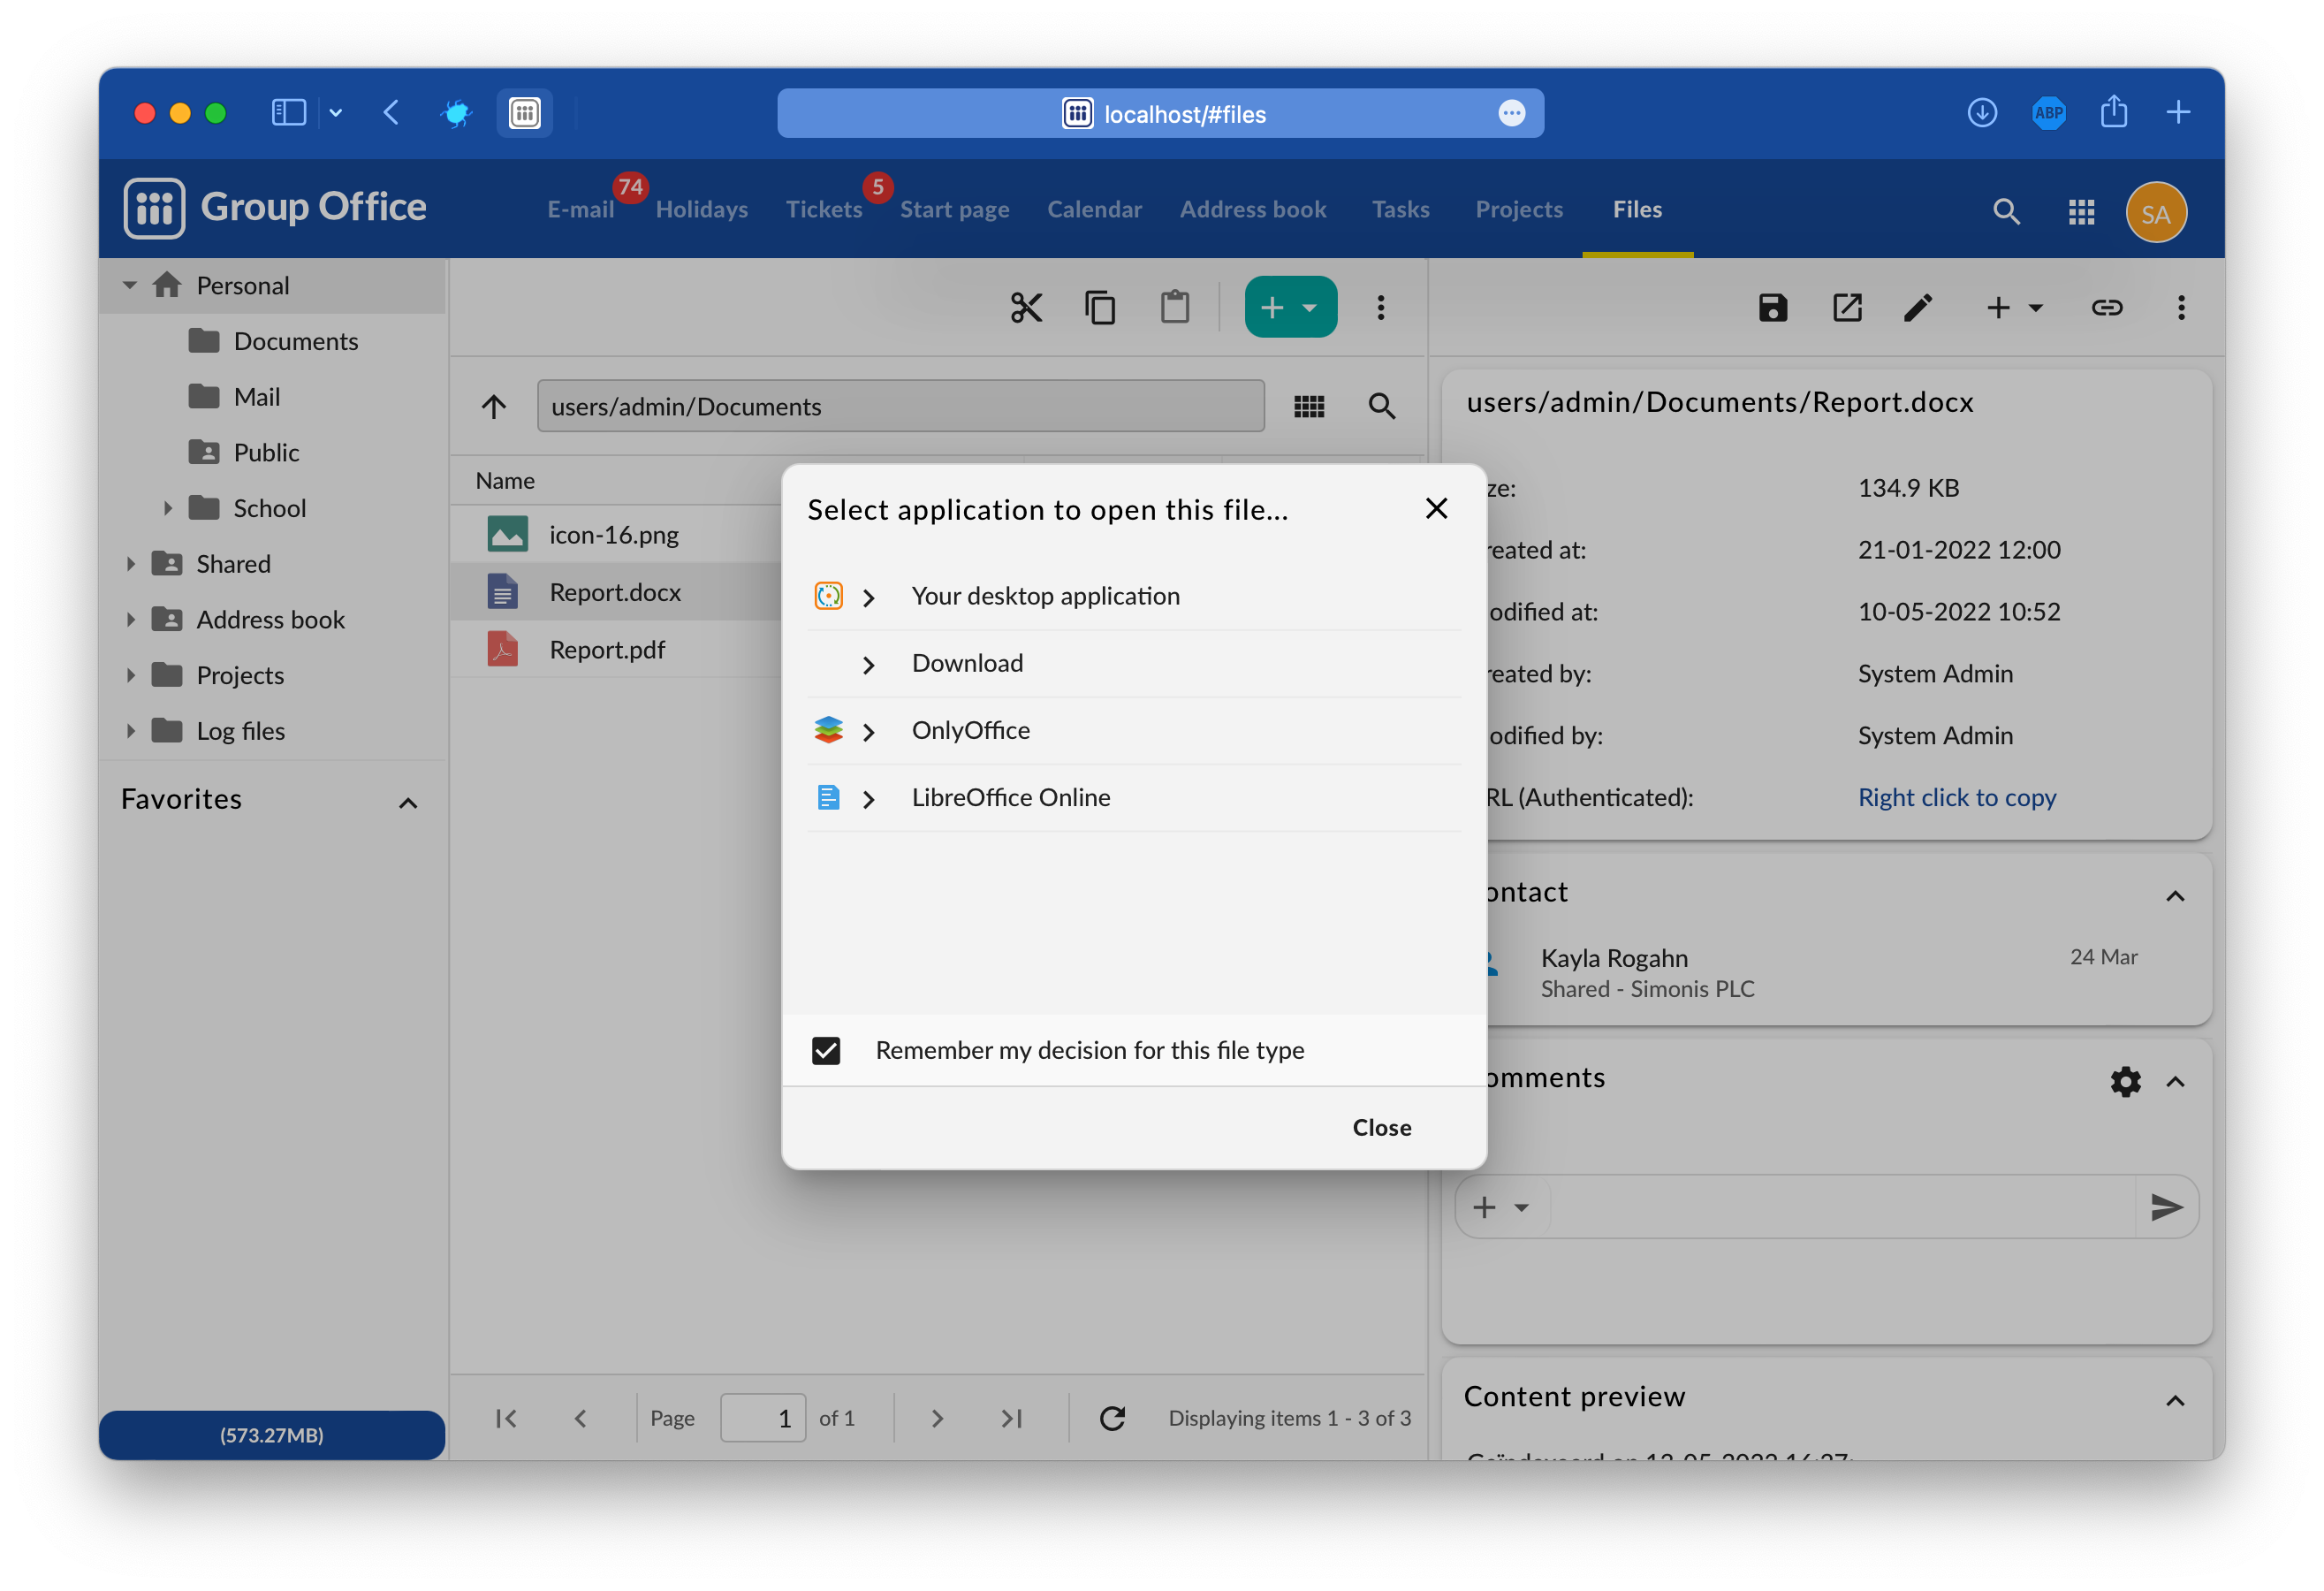 localhost/#files
ABP
Group Office
E-mail 74 Holidays Tickets 5 Start page Calendar Address book Tasks Projects Files
SA
Personal
Documents
Mail
Public
School
Shared
Address book
Projects
Log files
Favorites
(573.27MB)
users/admin/Documents
Name
icon-16.png
Report.docx
Report.pdf
Page 1 of 1 Displaying items 1 - 3 of 3
Select application to open this file...
Your desktop application
Download
OnlyOffice
LibreOffice Online
Remember my decision for this file type
Close
users/admin/Documents/Report.docx
ze: 134.9 KB
reated at: 21-01-2022 12:00
odified at: 10-05-2022 10:52
reated by: System Admin
odified by: System Admin
RL (Authenticated): Right click to copy
ontact
Kayla Rogahn 24 Mar
Shared - Simonis PLC
omments
Content preview